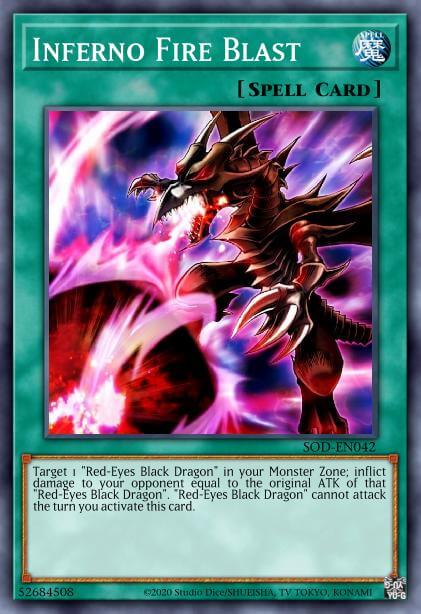 Inferno Fire Blast
SPELL
魔
[Spell Card]
SOD-EN042
Target 1 "Red-Eyes Black Dragon" in your Monster Zone; inflict
damage to your opponent equal to the original ATK of that
"Red-Eyes Black Dragon". "Red-Eyes Black Dragon" cannot attack
the turn you activate this card.
52684508
©2020 Studio Dice/SHUEISHA, TV TOKYO, KONAMI